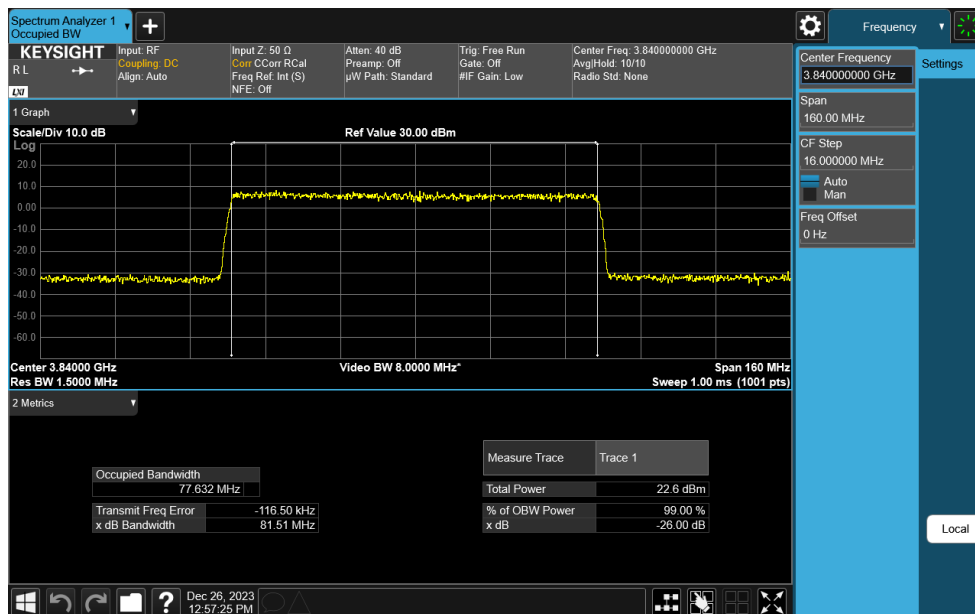 Spectrum Analyzer 1
Occupied BW
Frequency
KEYSIGHT
R L
LXI
Input: RF
Coupling: DC
Align: Auto
Input Z: 50 Ω
Corr CCorr RCal
Freq Ref: Int (S)
NFE: Off
Atten: 40 dB
Preamp: Off
µW Path: Standard
Trig: Free Run
Gate: Off
#IF Gain: Low
Center Freq: 3.840000000 GHz
Avg|Hold: 10/10
Radio Std: None
Center Frequency
3.840000000 GHz
Settings
Span
160.00 MHz
CF Step
16.000000 MHz
Auto
Man
Freq Offset
0 Hz
Local
1 Graph
Scale/Div 10.0 dB
Ref Value 30.00 dBm
Log
20.0
10.0
0.00
-10.0
-20.0
-30.0
-40.0
-50.0
-60.0
Center 3.84000 GHz
Video BW 8.0000 MHz*
Span 160 MHz
Res BW 1.5000 MHz
Sweep 1.00 ms (1001 pts)
2 Metrics
Occupied Bandwidth
77.632 MHz
Transmit Freq Error -116.50 kHz
x dB Bandwidth 81.51 MHz
Measure Trace Trace 1
Total Power 22.6 dBm
% of OBW Power 99.00 %
x dB -26.00 dB
?
Dec 26, 2023
12:57:25 PM